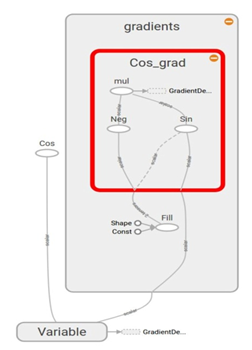 gradients
Cos_grad
mul
GradientDe...
Neg
Sin
Cos
Shape
Const
Fill
Variable
GradientDe...